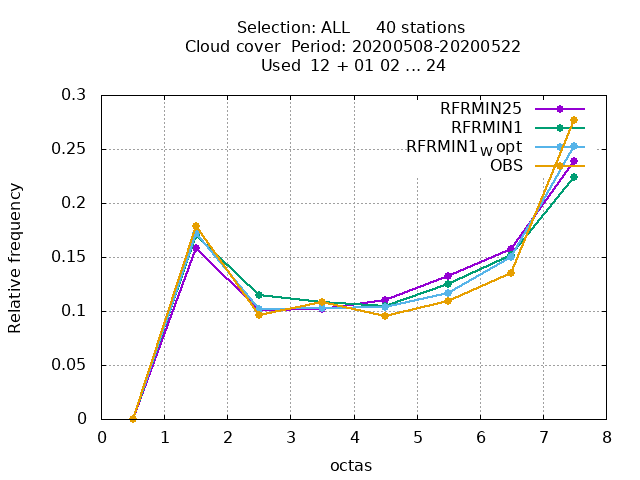 Selection: ALL 40 stations
Cloud cover Period: 20200508-20200522
Used 12 + 01 02 ... 24
RFRMIN25
RFRMIN1
RFRMIN1w opt
OBS
Relative frequency
0.3
0.25
0.2
0.15
0.1
0.05
0
0 1 2 3 4 5 6 7 8
octas